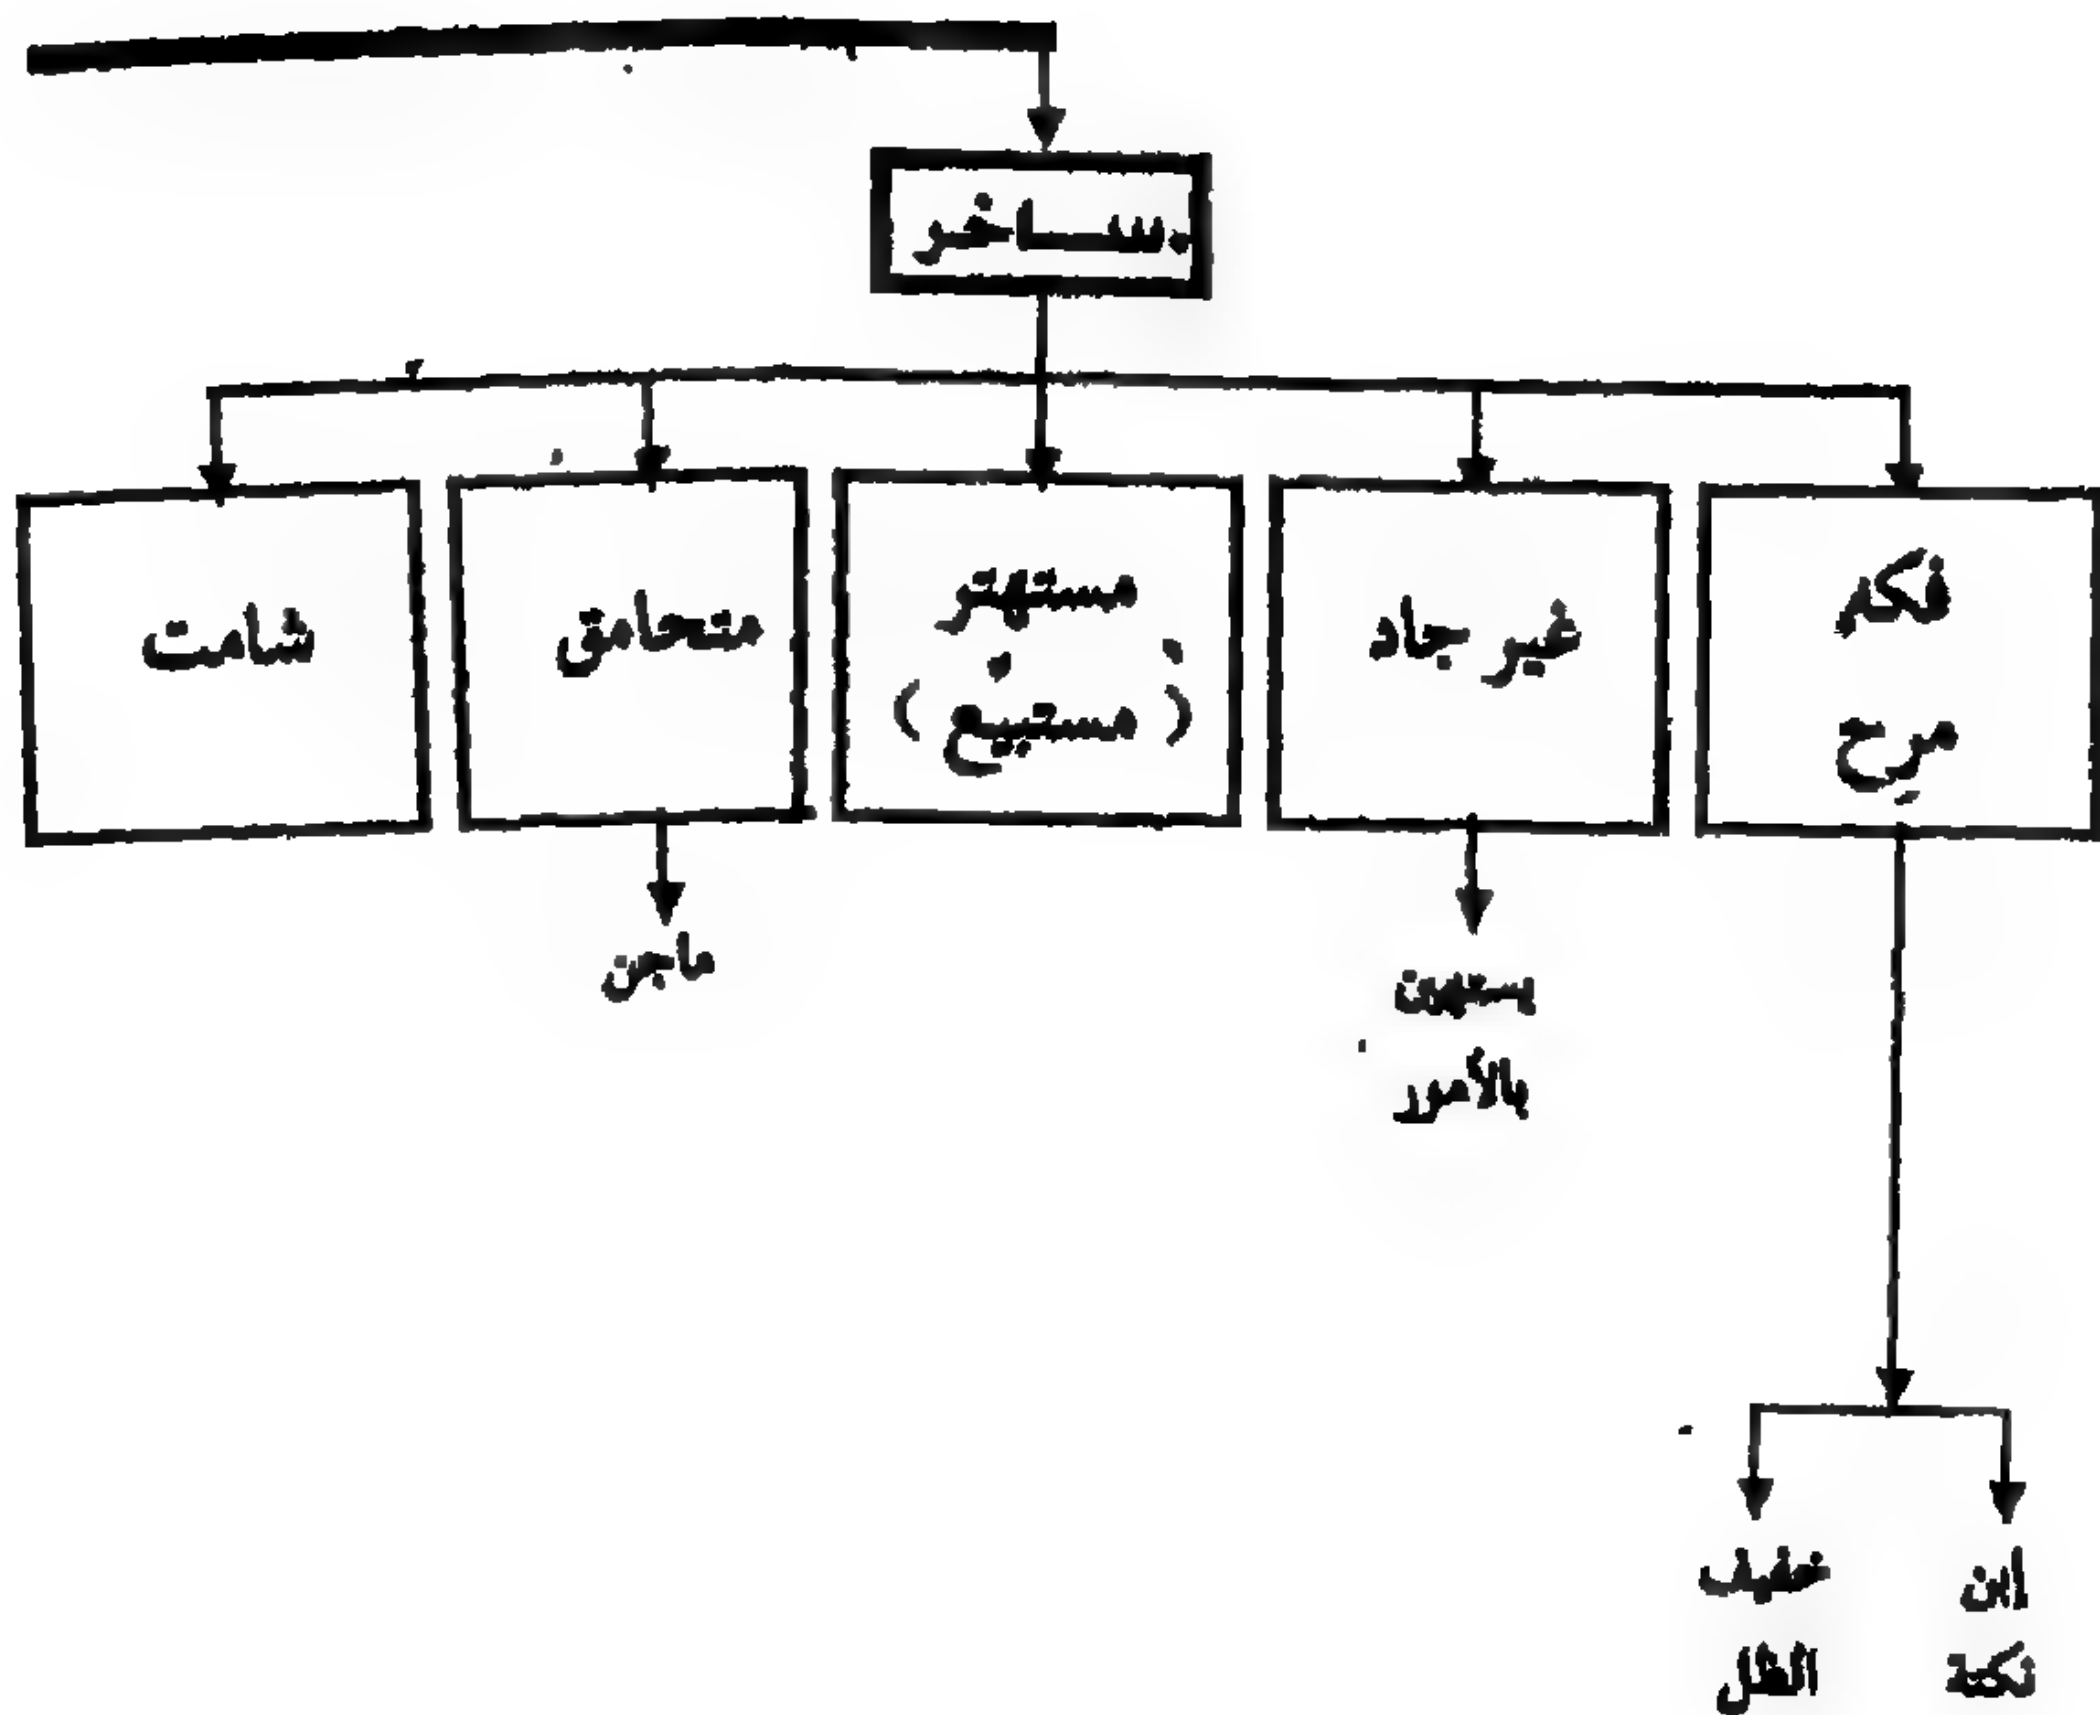 ساخر
فكه
مرح
غير جاد
مستهتر
(مستبيع)
متحامق
شامت
يستهين
بالأمور
ماجن
ابن
نكتة
خفيف
الظل